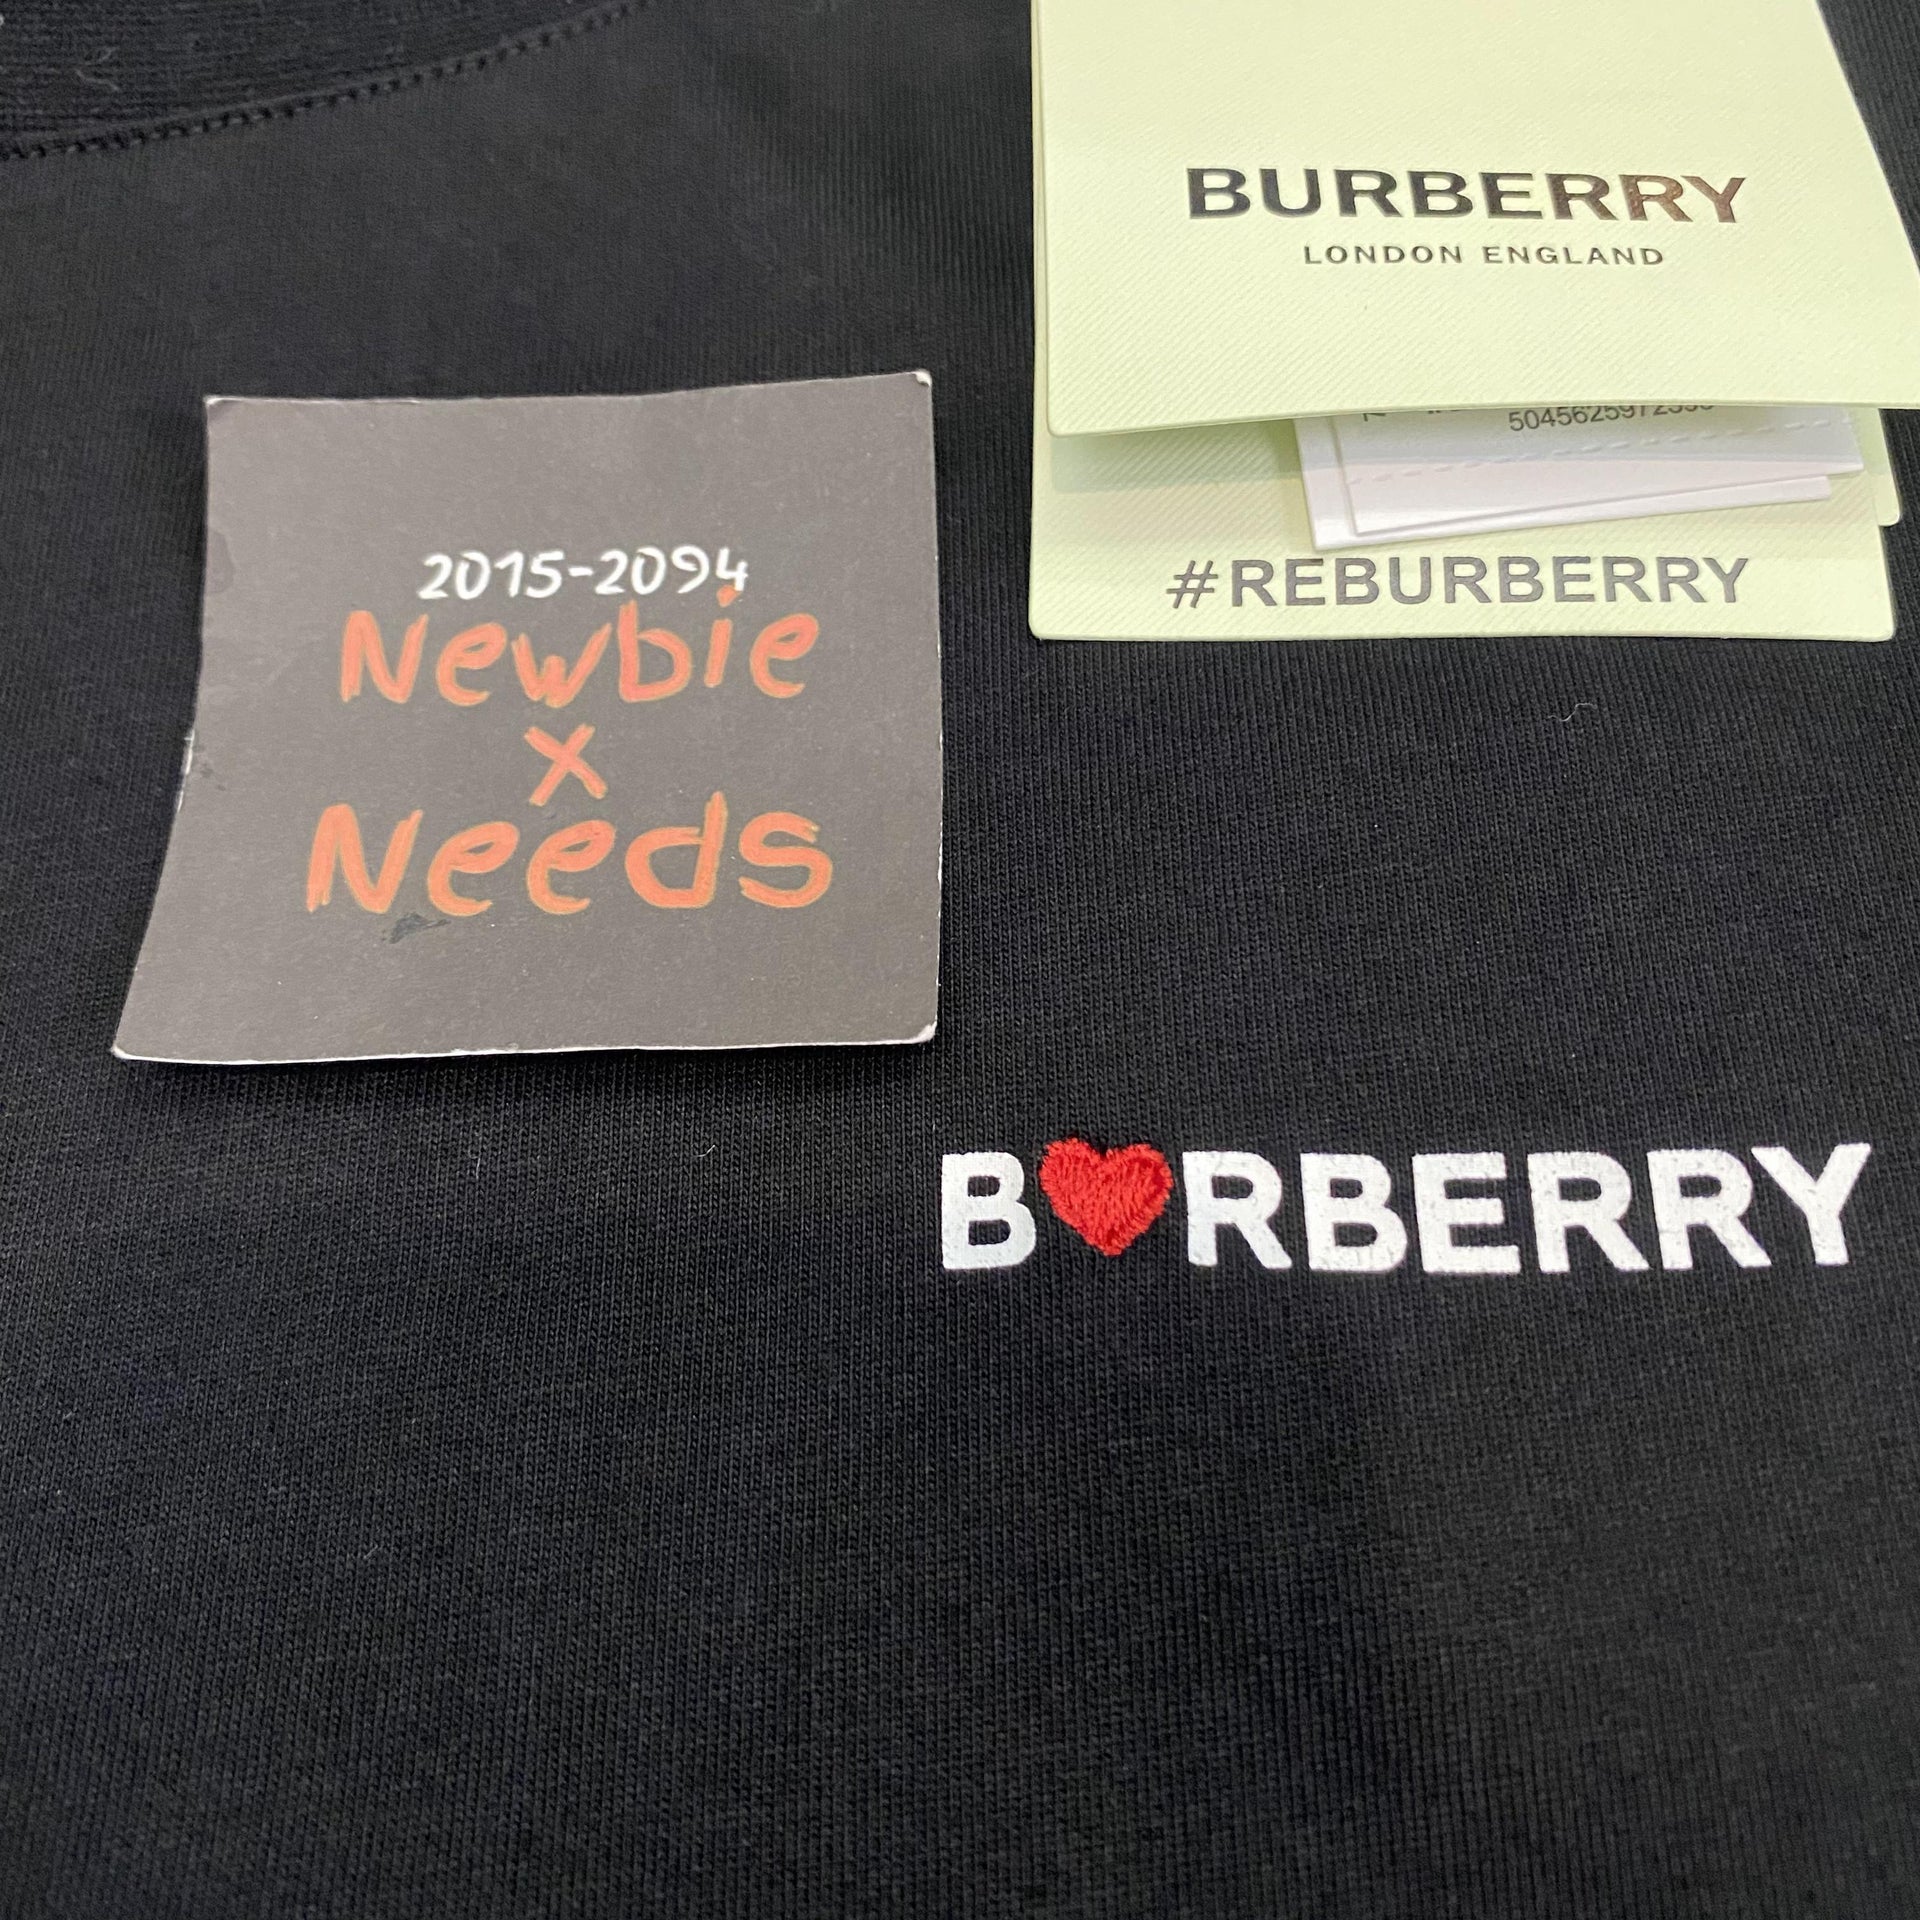 BURBERRY
LONDON ENGLAND
#REBURBERRY
2015-2094
Newbie
x
Needs
B❤RBERRY